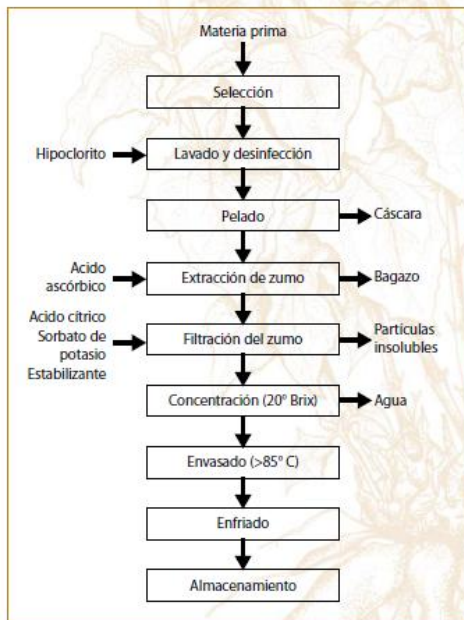 Materia prima
Selección
Hipoclorito
Lavado y desinfección
Pelado
Cáscara
Acido
ascórbico
Extracción de zumo
Bagazo
Acido cítrico
Sorbato de
potasio
Estabilizante
Filtración del zumo
Partículas
insolubles
Concentración (20° Brix)
Agua
Envasado (>85° C)
Enfriado
Almacenamiento